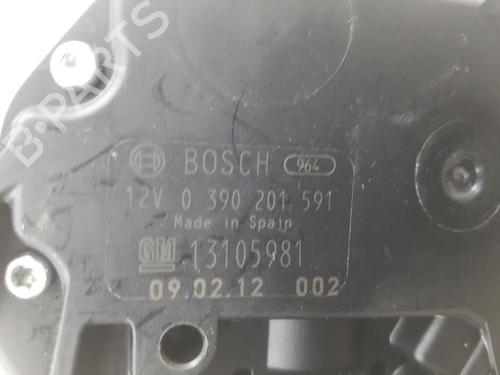 BOSCH 964
12V 0 390 201 591
Made in Spain
GM 13105981
09.02.12 002
B-PARTS